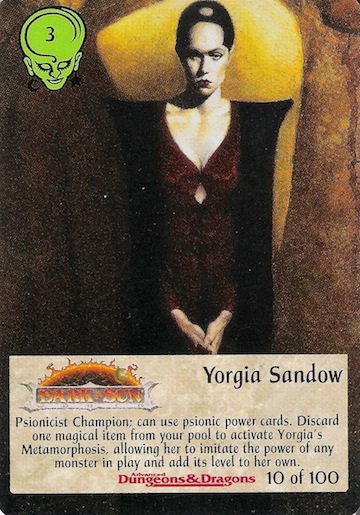 3
Yorgia Sandow
DARK·SUN
Psionicist Champion; can use psionic power cards. Discard
one magical item from your pool to activate Yorgia's
Metamorphosis, allowing her to imitate the power of any
monster in play and add its level to her own.
Advanced
Dungeons & Dragons
10 of 100